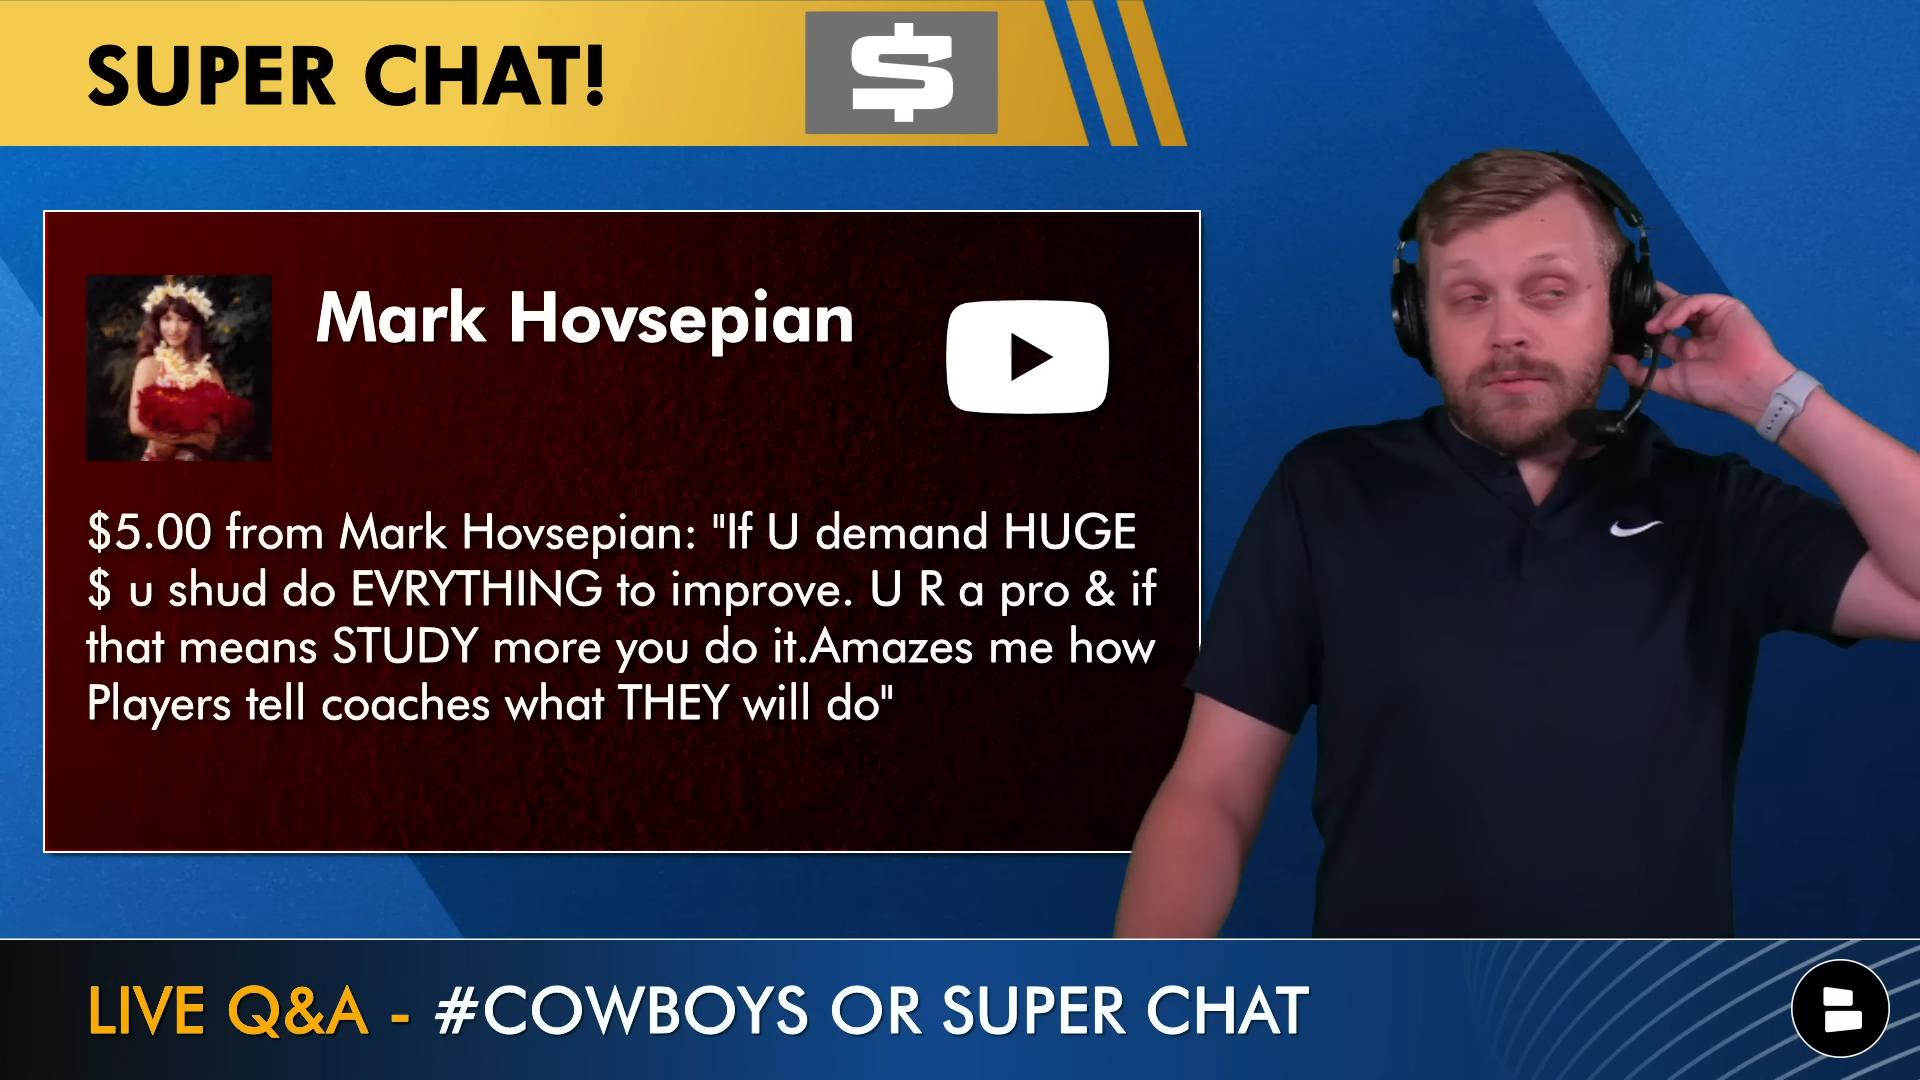 SUPER CHAT!
$
Mark Hovsepian
$5.00 from Mark Hovsepian: "If U demand HUGE
$ u shud do EVRYTHING to improve. U R a pro & if
that means STUDY more you do it.Amazes me how
Players tell coaches what THEY will do"
LIVE Q&A - #COWBOYS OR SUPER CHAT